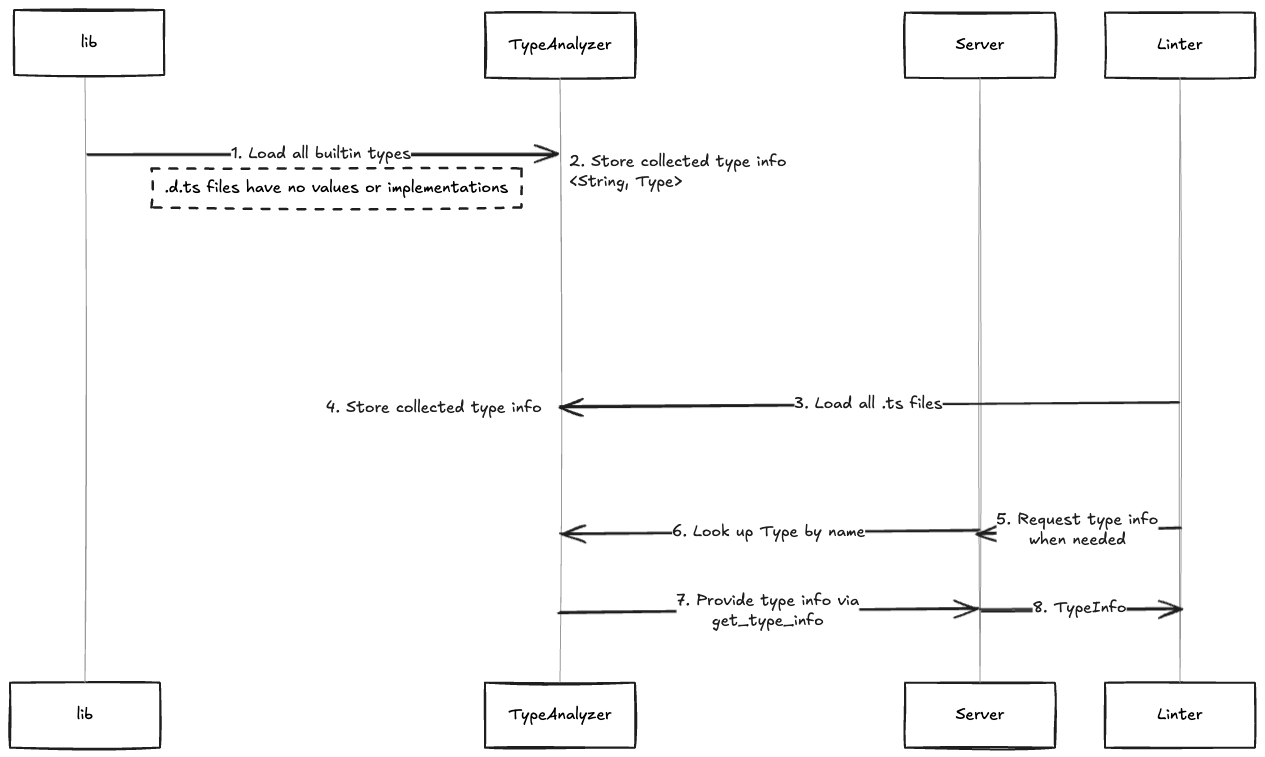 lib
TypeAnalyzer
Server
Linter
1. Load all builtin types
.d.ts files have no values or implementations
2. Store collected type info
<String, Type>
3. Load all .ts files
4. Store collected type info
5. Request type info
when needed
6. Look up Type by name
7. Provide type info via
get_type_info
8. TypeInfo
lib
TypeAnalyzer
Server
Linter